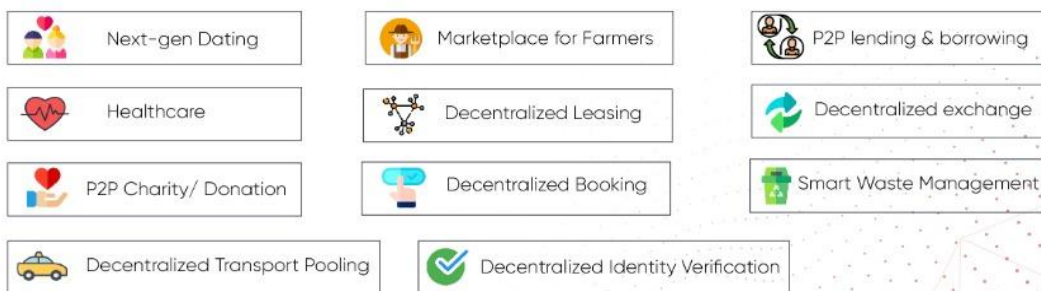 Next-gen Dating
Marketplace for Farmers
P2P lending & borrowing
Healthcare
Decentralized Leasing
Decentralized exchange
P2P Charity/ Donation
Decentralized Booking
Smart Waste Management
Decentralized Transport Pooling
Decentralized Identity Verification